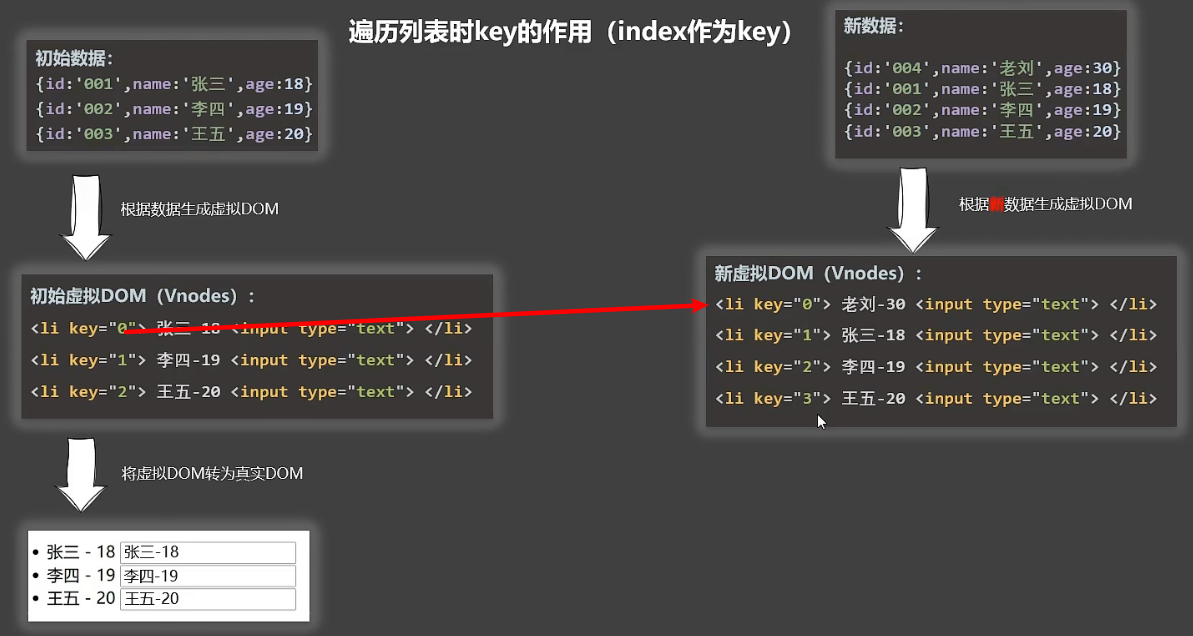 遍历列表时key的作用（index作为key）
初始数据：
{id:'001',name:'张三',age:18}
{id:'002',name:'李四',age:19}
{id:'003',name:'王五',age:20}
根据数据生成虚拟DOM
初始虚拟DOM（Vnodes）：
<li key="0"> 张三-18 <input type="text"> </li>
<li key="1"> 李四-19 <input type="text"> </li>
<li key="2"> 王五-20 <input type="text"> </li>
将虚拟DOM转为真实DOM
• 张三 - 18 张三-18
• 李四 - 19 李四-19
• 王五 - 20 王五-20
新数据：
{id:'004',name:'老刘',age:30}
{id:'001',name:'张三',age:18}
{id:'002',name:'李四',age:19}
{id:'003',name:'王五',age:20}
根据新数据生成虚拟DOM
新虚拟DOM（Vnodes）：
<li key="0"> 老刘-30 <input type="text"> </li>
<li key="1"> 张三-18 <input type="text"> </li>
<li key="2"> 李四-19 <input type="text"> </li>
<li key="3"> 王五-20 <input type="text"> </li>